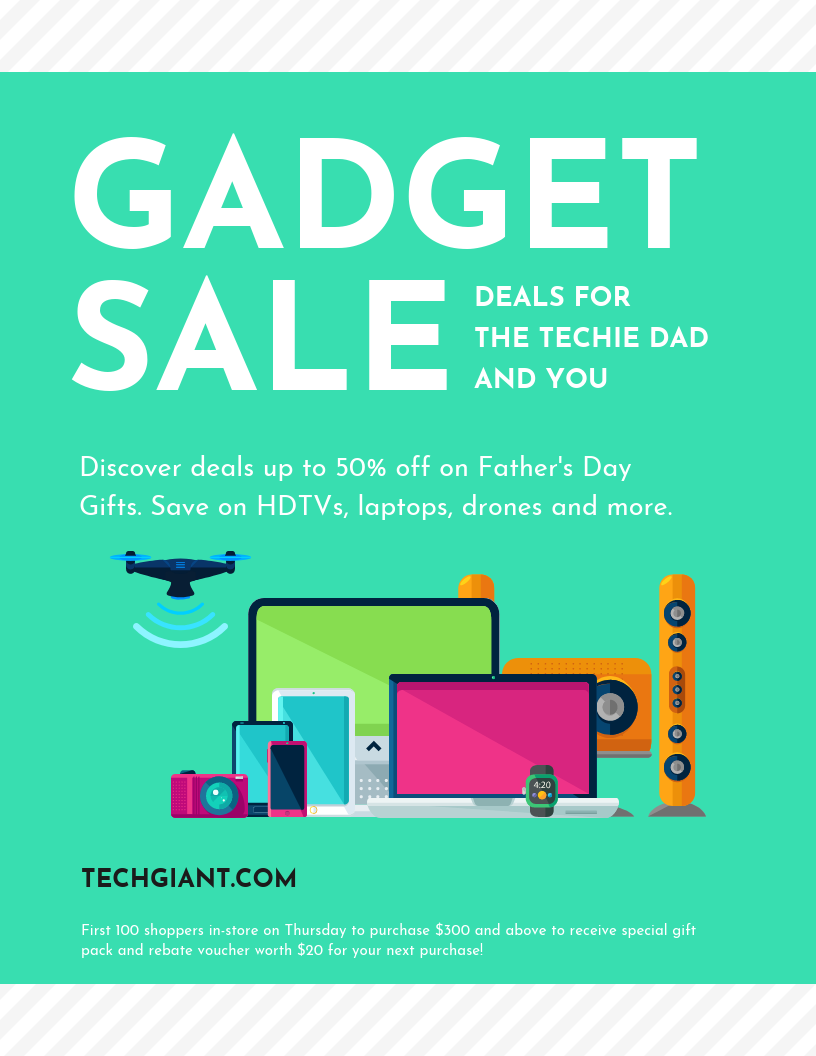 GADGET
SALE
DEALS FOR
THE TECHIE DAD
AND YOU
Discover deals up to 50% off on Father's Day
Gifts. Save on HDTVs, laptops, drones and more.
4:20
TECHGIANT.COM
First 100 shoppers in-store on Thursday to purchase $300 and above to receive special gift
pack and rebate voucher worth $20 for your next purchase!